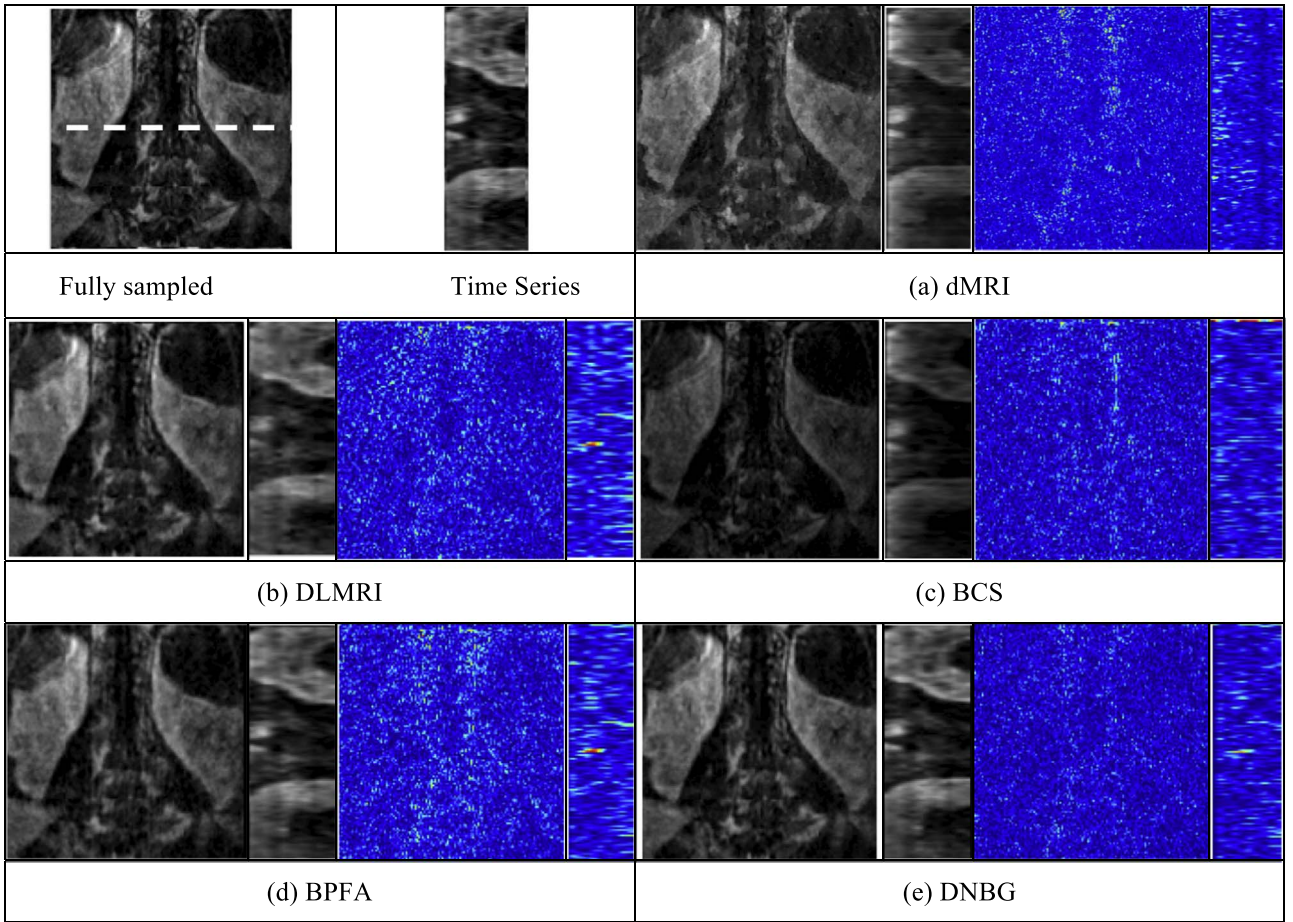 Fully sampled
Time Series
(a) dMRI
(b) DLMRI
(c) BCS
(d) BPFA
(e) DNBG